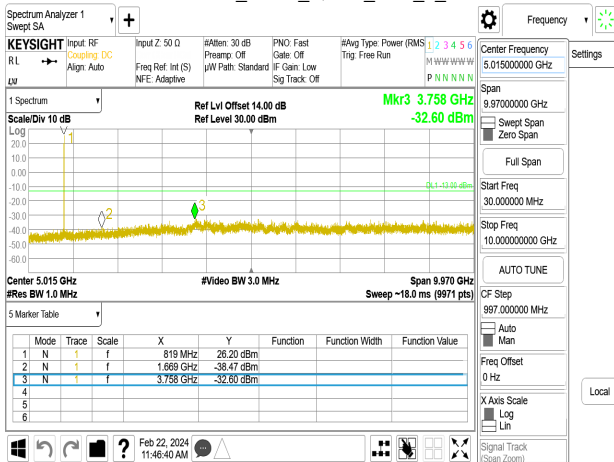 Spectrum Analyzer 1
Swept SA
+
Frequency
KEYSIGHT
Input: RF
Coupling: DC
Align: Auto
Input Z: 50 Ω
Freq Ref: Int (S)
NFE: Adaptive
#Atten: 30 dB
Preamp: Off
µW Path: Standard
PNO: Fast
Gate: Off
IF Gain: Low
Sig Track: Off
#Avg Type: Power (RMS
Trig: Free Run
1 2 3 4 5 6
M W W W W W
P N N N N N
RL
LXI
Center Frequency
5.015000000 GHz
Settings
Span
9.97000000 GHz
Swept Span
Zero Span
Full Span
Start Freq
30.000000 MHz
Stop Freq
10.000000000 GHz
AUTO TUNE
CF Step
997.000000 MHz
Auto
Man
Freq Offset
0 Hz
X Axis Scale
Log
Lin
Local
Signal Track
(Span Zoom)
1 Spectrum
Scale/Div 10 dB
Ref Lvl Offset 14.00 dB
Ref Level 30.00 dBm
Mkr3 3.758 GHz
-32.60 dBm
Log
20.0
10.0
0.00
-10.0
-20.0
-30.0
-40.0
-50.0
-60.0
DL1 -13.00 dBm
1
2
3
Center 5.015 GHz
#Res BW 1.0 MHz
#Video BW 3.0 MHz
Span 9.970 GHz
Sweep ~18.0 ms (9971 pts)
5 Marker Table
Mode Trace Scale X Y Function Function Width Function Value
1 N 1 f 819 MHz 26.20 dBm
2 N 1 f 1.669 GHz -38.47 dBm
3 N 1 f 3.758 GHz -32.60 dBm
4
5
6
?
Feb 22, 2024
11:46:40 AM